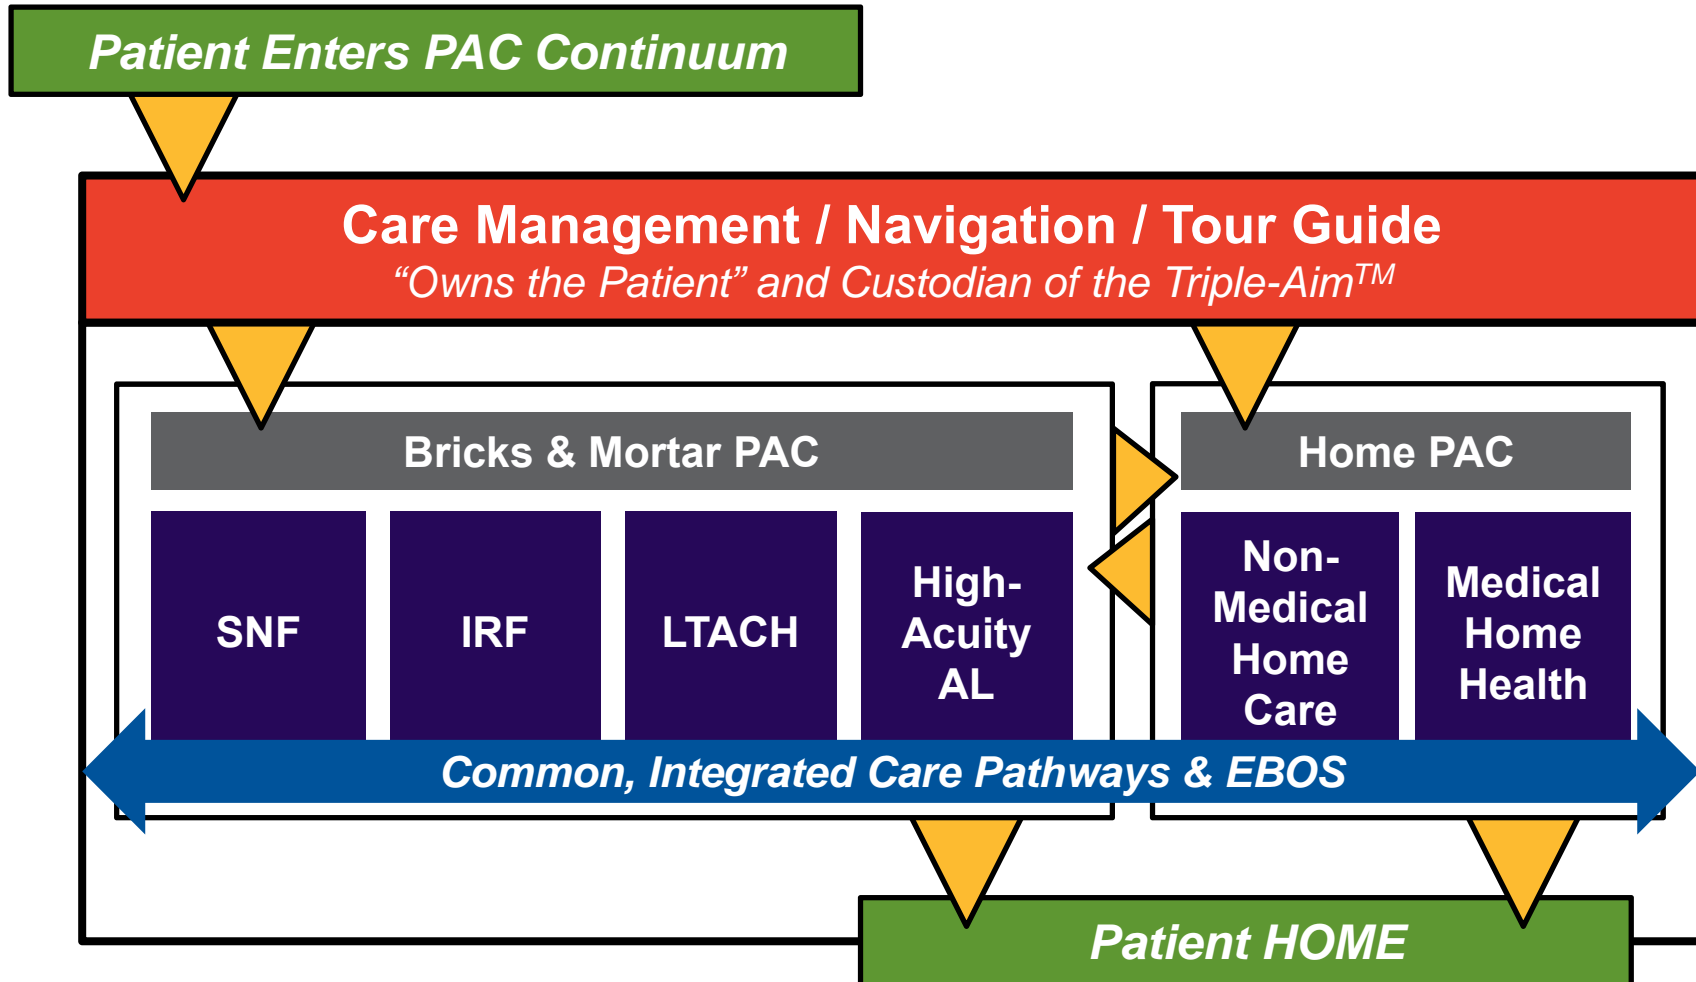 Patient Enters PAC Continuum
Care Management / Navigation / Tour Guide
“Owns the Patient” and Custodian of the Triple-Aim™
Bricks & Mortar PAC
Home PAC
SNF
IRF
LTACH
High-
Acuity
AL
Non-
Medical
Home
Care
Medical
Home
Health
Common, Integrated Care Pathways & EBOS
Patient HOME